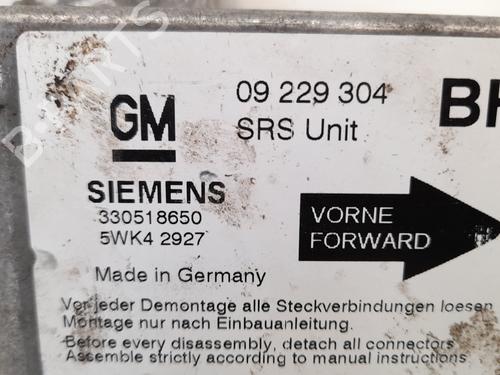 09 229 304
GM
SRS Unit
SIEMENS
330518650
5WK4 2927
VORNE
FORWARD
Made in Germany
Vor jeder Demontage alle Steckverbindungen loesen
Montage nur nach Einbauanleitung.
Before every disassembly, detach all connectors
Assemble strictly according to manual instructions